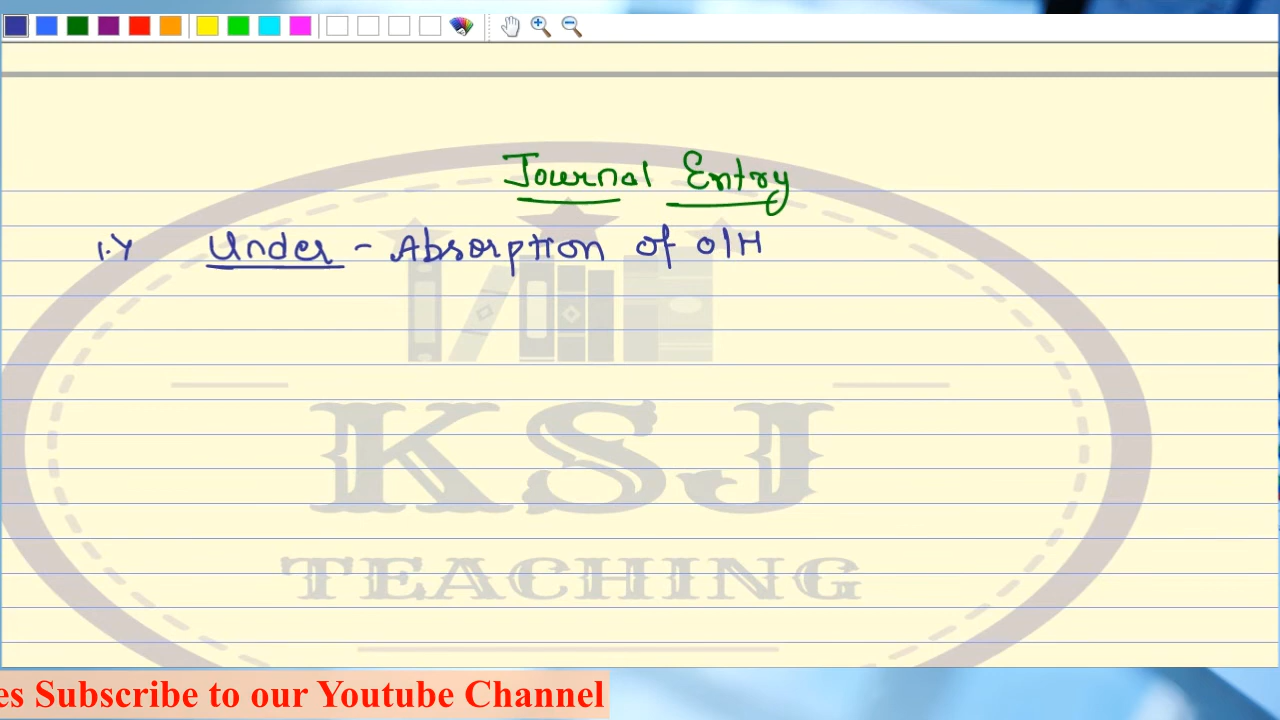 Journal Entry
1.) Under - Absorption of O/H
KSJ
TEACHING
es Subscribe to our Youtube Channel